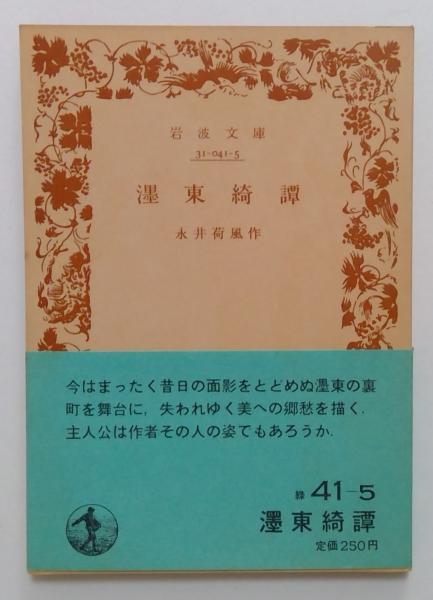 岩波文庫
31-041-5
濹東綺譚
永井荷風作
今はまったく昔日の面影をとどめぬ濹東の裏
町を舞台に，失われゆく美への郷愁を描く．
主人公は作者その人の姿でもあろうか．
緑 41-5
濹東綺譚
定価250円